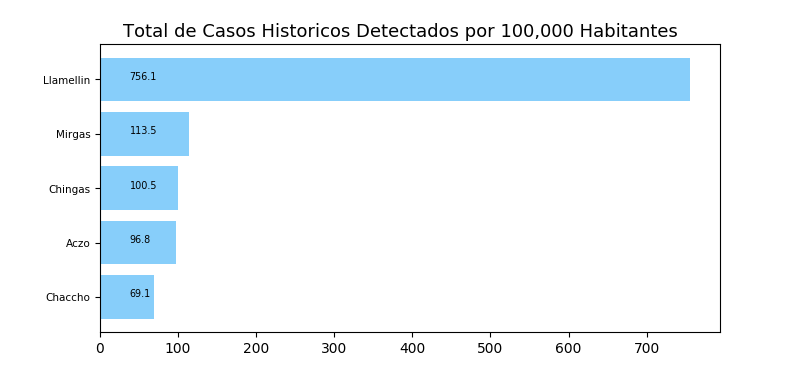 Total de Casos Historicos Detectados por 100,000 Habitantes
Llamellin 756.1
Mirgas 113.5
Chingas 100.5
Aczo 96.8
Chaccho 69.1
0 100 200 300 400 500 600 700